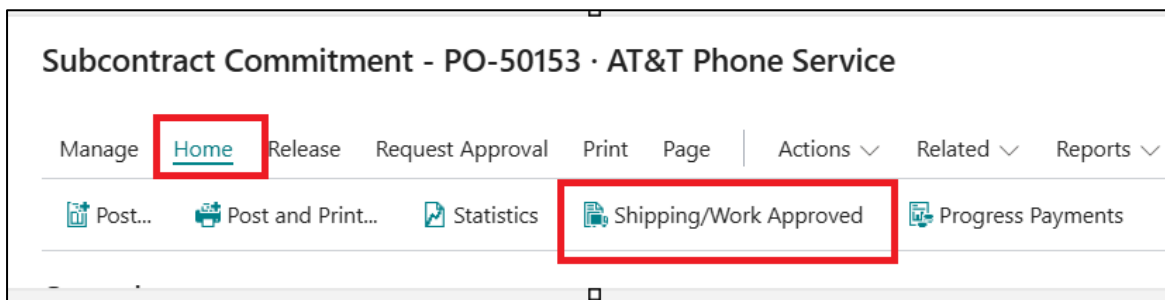 Subcontract Commitment - PO-50153 · AT&T Phone Service
Manage Home Release Request Approval Print Page Actions Related Reports
Post... Post and Print... Statistics Shipping/Work Approved Progress Payments